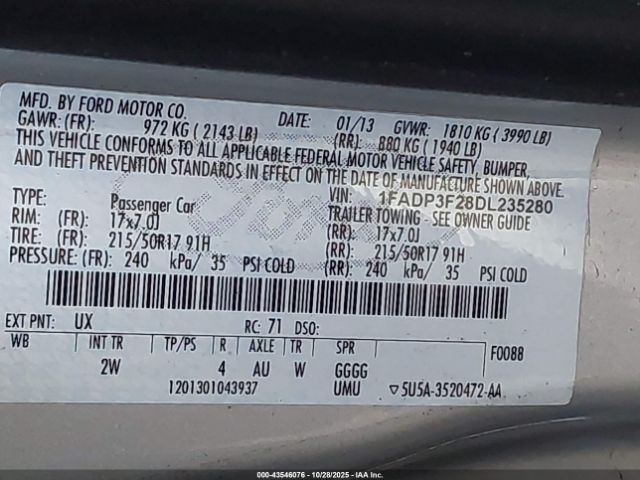 MFD. BY FORD MOTOR CO. DATE: 01/13 GVWR: 1810 KG ( 3990 LB)
GAWR: (FR): 972 KG ( 2143 LB) (RR): 880 KG ( 1940 LB)
THIS VEHICLE CONFORMS TO ALL APPLICABLE FEDERAL MOTOR VEHICLE SAFETY, BUMPER,
AND THEFT PREVENTION STANDARDS IN EFFECT ON THE DATE OF MANUFACTURE SHOWN ABOVE.
VIN: 1FADP3F28DL235280
TYPE: Passenger Car TRAILER TOWING - SEE OWNER GUIDE
RIM: (FR): 17x7.0J (RR): 17x7.0J
TIRE: (FR): 215/50R17 91H (RR): 215/50R17 91H
PRESSURE: (FR): 240 kPa/ 35 PSI COLD (RR): 240 kPa/ 35 PSI COLD
EXT PNT: UX RC: 71 DSO:
WB INT TR TP/PS R AXLE TR SPR F0088
2W 4 AU W GGGG
1201301043937 UMU ▽5U5A-3520472-AA
000-43546076 | 10/28/2025 | IAAI.com